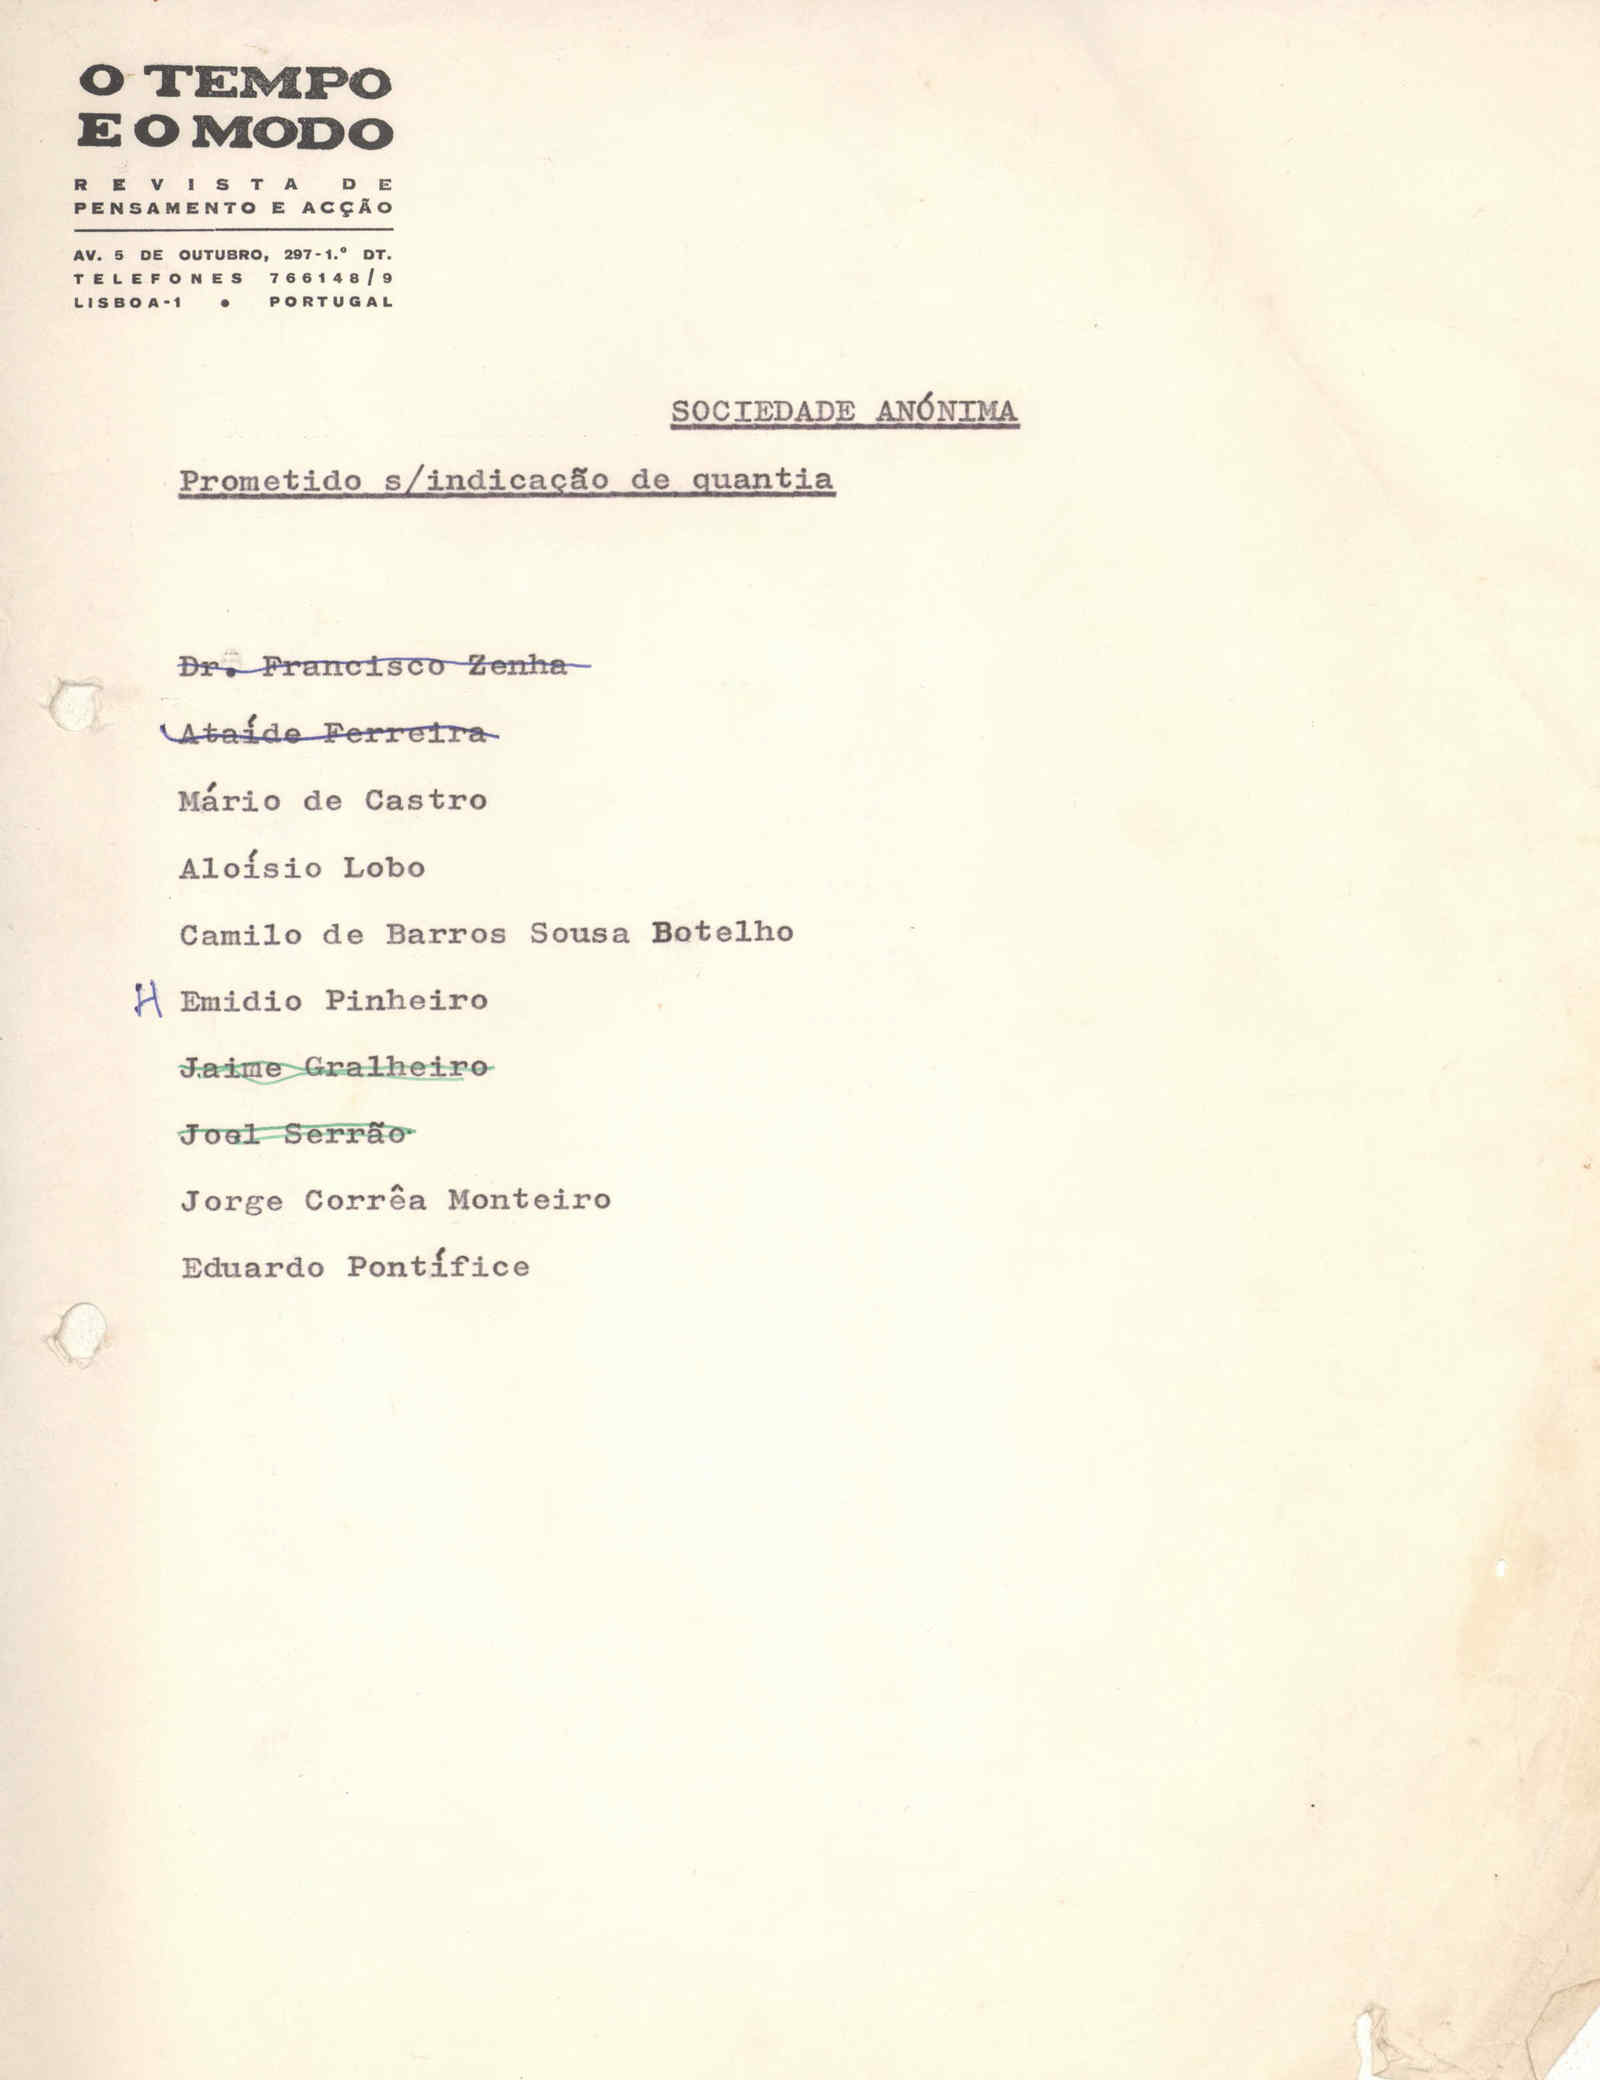 O TEMPO
E O MODO
REVISTA DE
PENSAMENTO E ACÇÃO
AV. 5 DE OUTUBRO, 297-1.º DT.
TELEFONES 766148/9
LISBOA-1 • PORTUGAL
SOCIEDADE ANÓNIMA
Prometido s/indicação de quantia
Dr. Francisco Zenha
Ataíde Ferreira
Mário de Castro
Aloísio Lobo
Camilo de Barros Sousa Botelho
H Emidio Pinheiro
Jaime Gralheiro
Joel Serrão
Jorge Corrêa Monteiro
Eduardo Pontífice